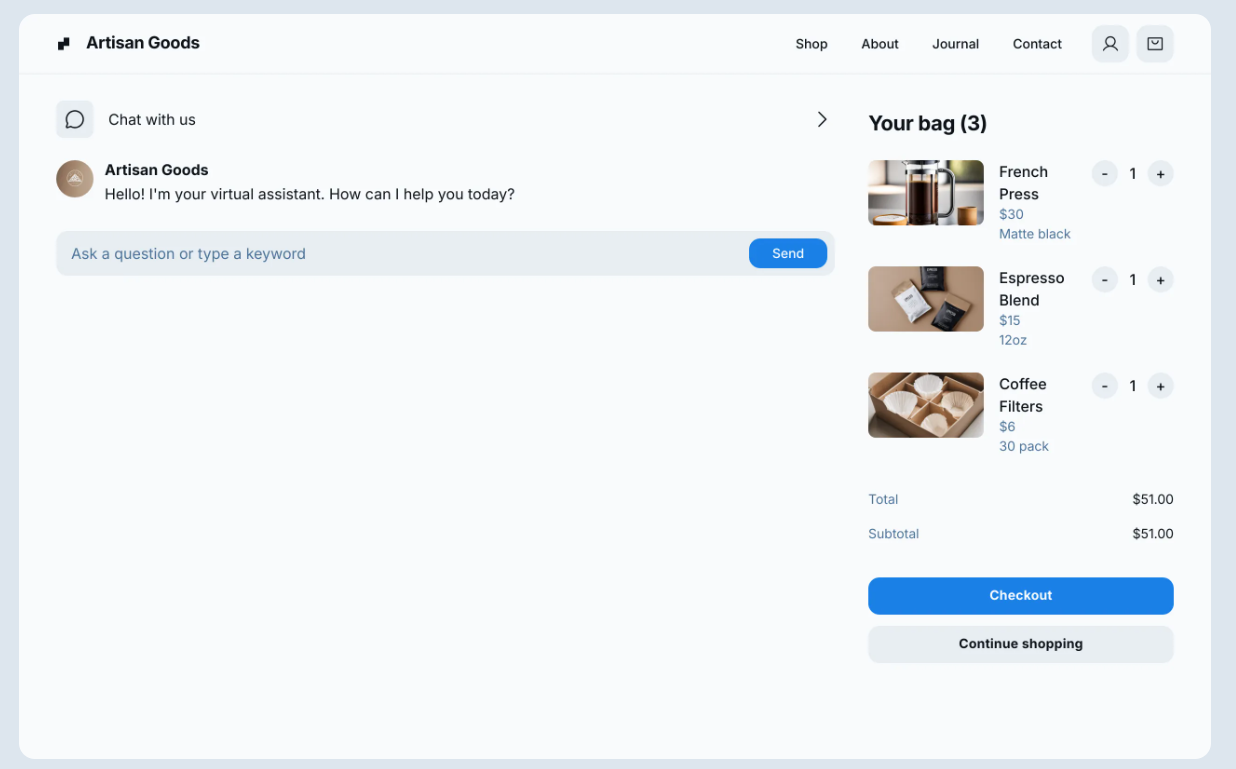 Artisan Goods
Shop
About
Journal
Contact
Chat with us
Artisan Goods
Hello! I'm your virtual assistant. How can I help you today?
Ask a question or type a keyword
Send
Your bag (3)
French
Press
$30
Matte black
- 1 +
Espresso
Blend
$15
12oz
- 1 +
Coffee
Filters
$6
30 pack
- 1 +
Total $51.00
Subtotal $51.00
Checkout
Continue shopping